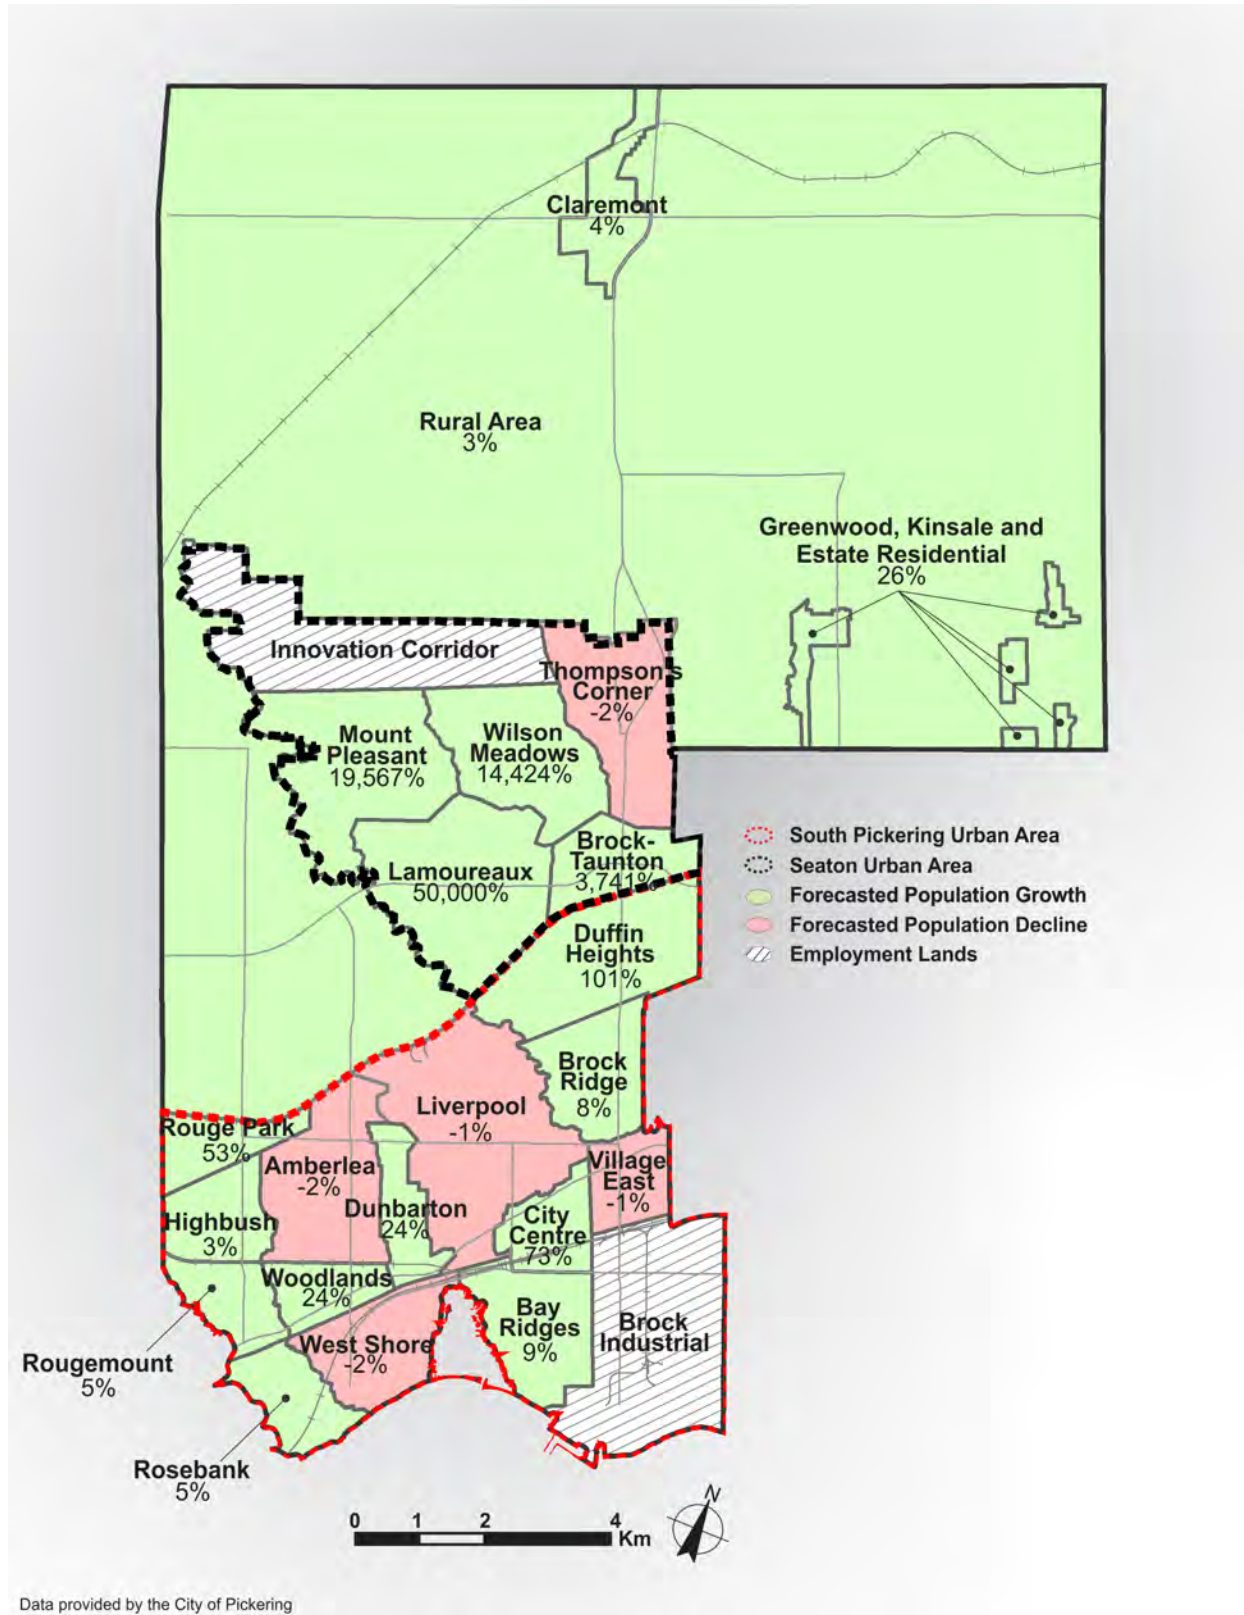 Claremont
4%
Rural Area
3%
Greenwood, Kinsale and
Estate Residential
26%
Innovation Corridor
Thompson's
Corner
-2%
Mount
Pleasant
19,567%
Wilson
Meadows
14,424%
Lamoureaux
50,000%
Brock-
Taunton
3,741%
South Pickering Urban Area
Seaton Urban Area
Forecasted Population Growth
Forecasted Population Decline
Employment Lands
Duffin
Heights
101%
Brock
Ridge
8%
Liverpool
-1%
Rouge Park
53%
Amberlea
-2%
Village
East
-1%
Dunbarton
24%
Highbush
3%
City
Centre
73%
Woodlands
24%
Bay
Ridges
9%
Brock
Industrial
West Shore
-2%
Rougemount
5%
Rosebank
5%
N
0 1 2 4
Km
Data provided by the City of Pickering